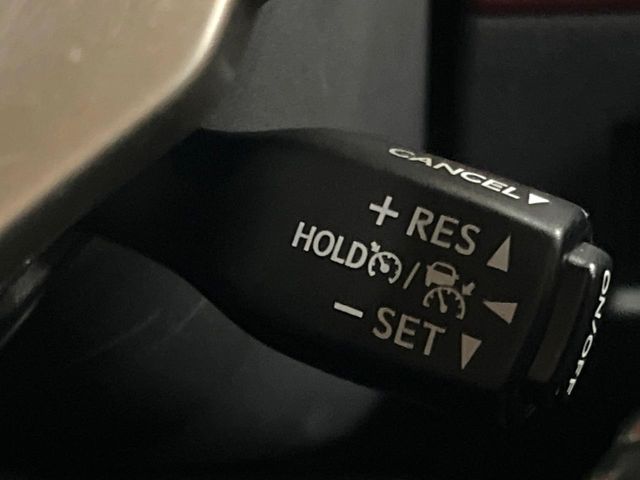 CANCEL▼
+ RES ▲
HOLD /
− SET ▼
ON/OFF